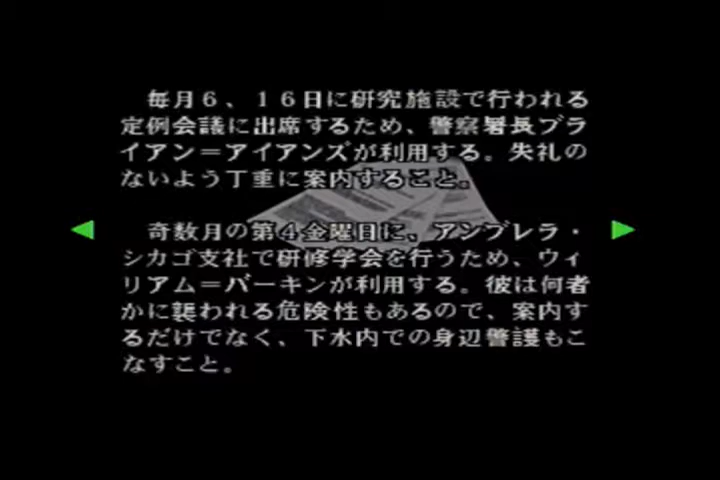 毎月６、１６日に研究施設で行われる
定例会議に出席するため、警察署長ブラ
イアン＝アイアンズが利用する。失礼の
ないよう丁重に案内すること。
奇数月の第４金曜日に、アンブレラ・
シカゴ支社で研修学会を行うため、ウィ
リアム＝バーキンが利用する。彼は何者
かに襲われる危険性もあるので、案内す
るだけでなく、下水内での身辺警護もこ
なすこと。